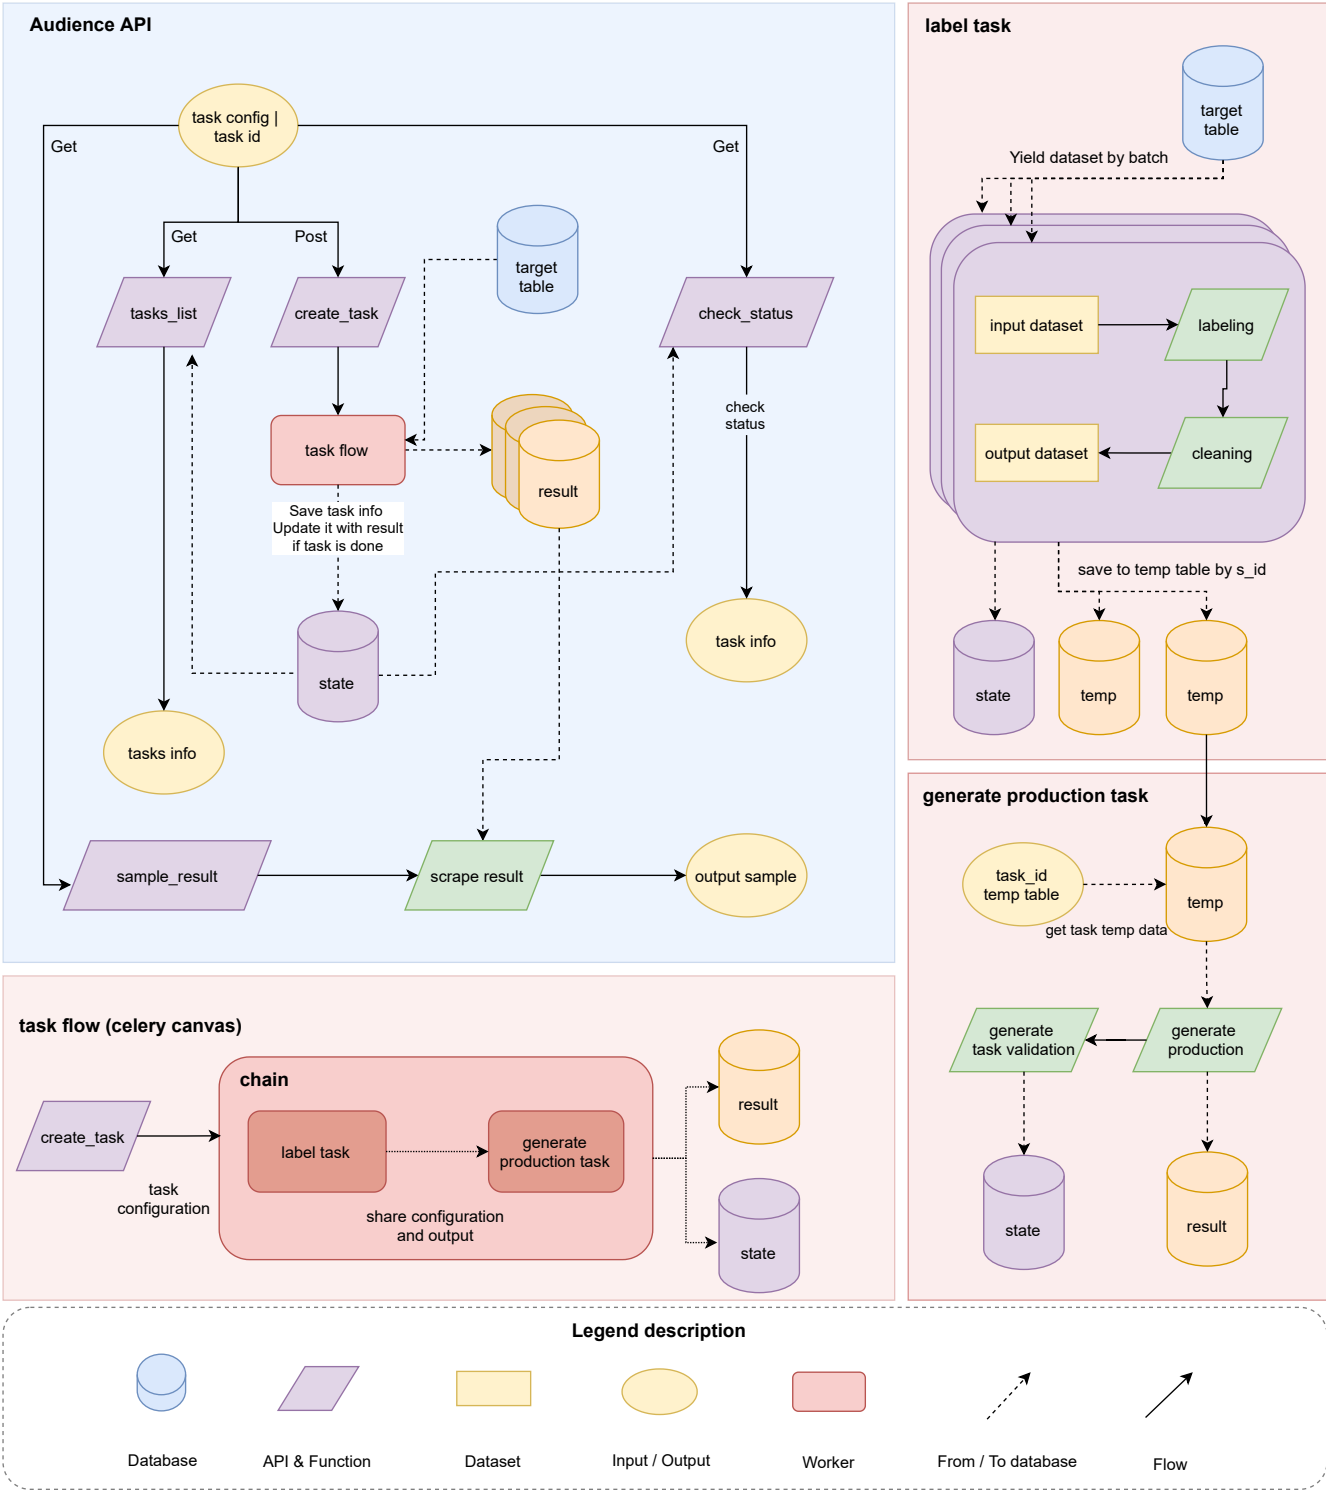 Audience API
task config |
task id
Get
Get
Get
Post
target
table
tasks_list
create_task
check_status
check
status
task flow
result
Save task info
Update it with result
if task is done
state
task info
tasks info
sample_result
scrape result
output sample
label task
target
table
Yield dataset by batch
input dataset
labeling
output dataset
cleaning
save to temp table by s_id
state
temp
temp
generate production task
task_id
temp table
temp
get task temp data
generate
task validation
generate
production
state
result
task flow (celery canvas)
chain
create_task
label task
generate
production task
task
configuration
share configuration
and output
result
state
Legend description
Database
API & Function
Dataset
Input / Output
Worker
From / To database
Flow